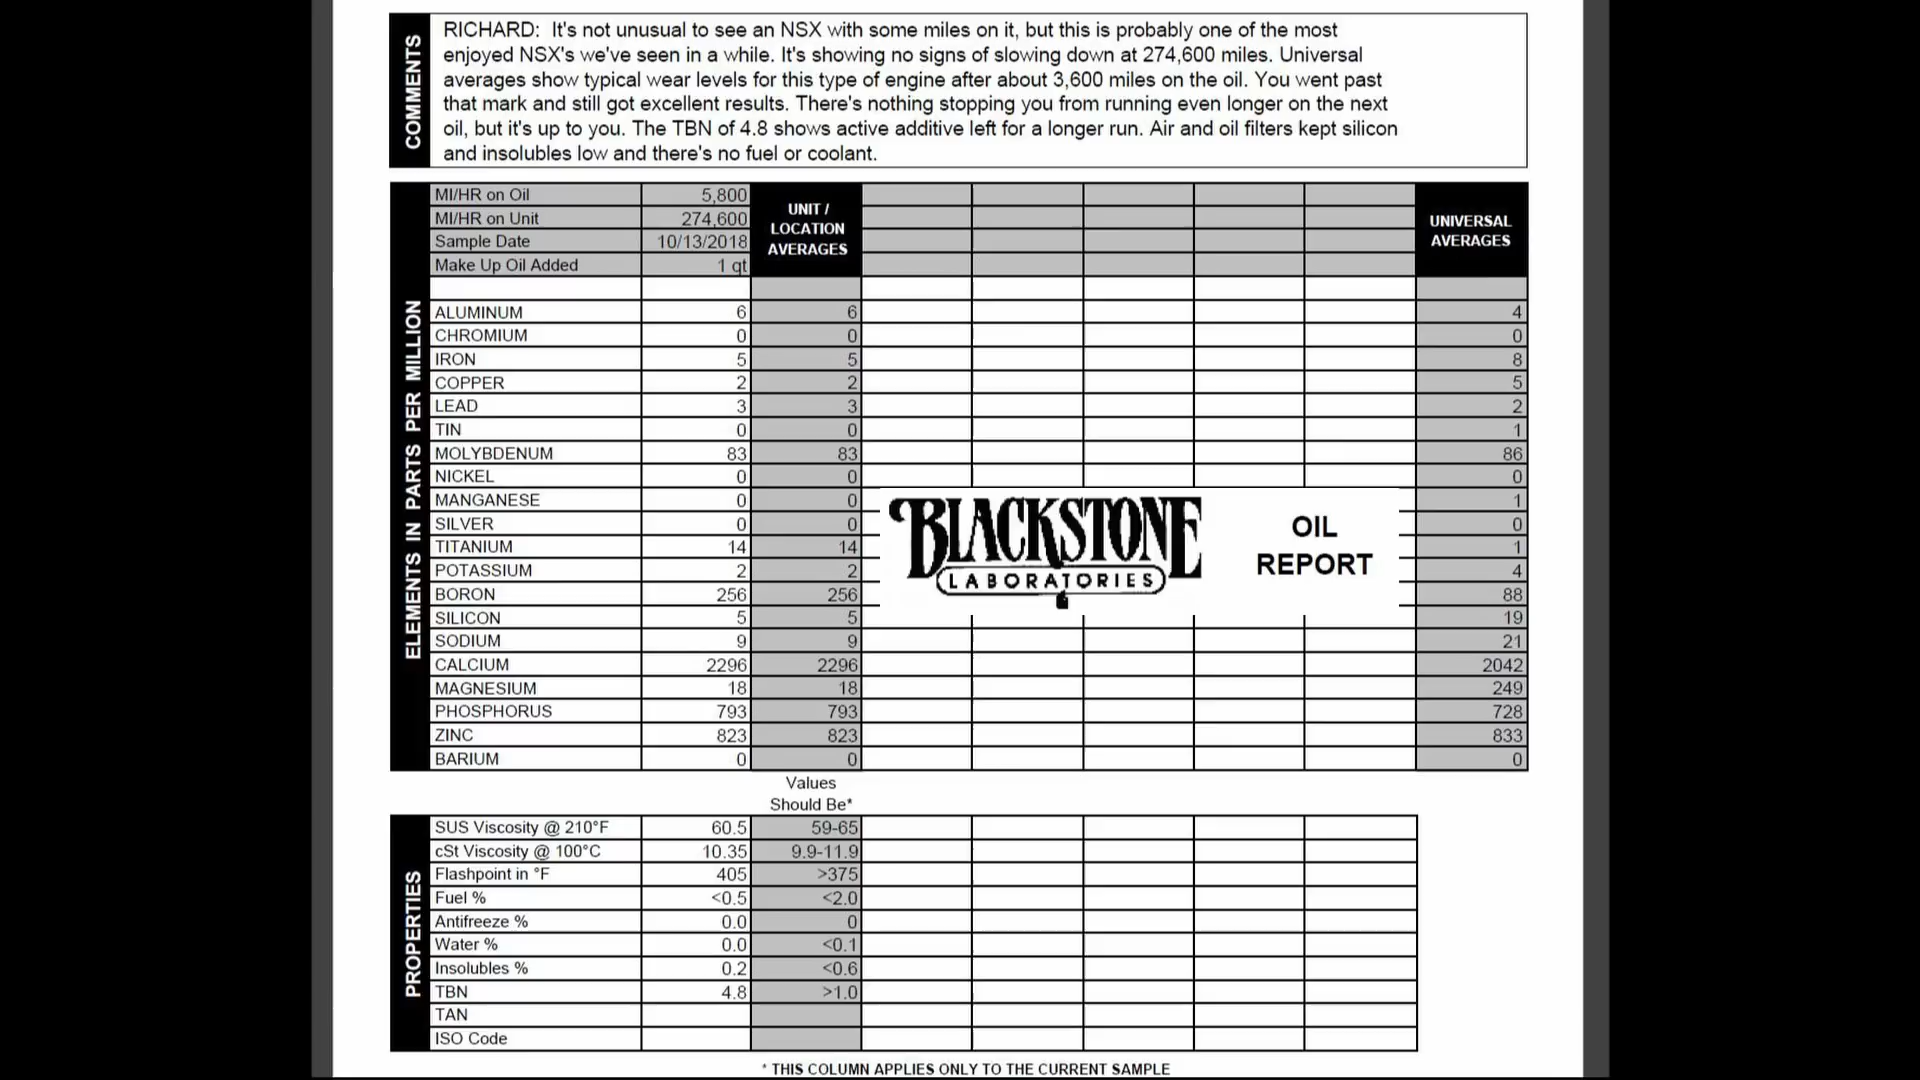 COMMENTS
RICHARD: It's not unusual to see an NSX with some miles on it, but this is probably one of the most
enjoyed NSX's we've seen in a while. It's showing no signs of slowing down at 274,600 miles. Universal
averages show typical wear levels for this type of engine after about 3,600 miles on the oil. You went past
that mark and still got excellent results. There's nothing stopping you from running even longer on the next
oil, but it's up to you. The TBN of 4.8 shows active additive left for a longer run. Air and oil filters kept silicon
and insolubles low and there's no fuel or coolant.
MI/HR on Oil 5,800
MI/HR on Unit 274,600
Sample Date 10/13/2018
Make Up Oil Added 1 qt
UNIT /
LOCATION
AVERAGES
UNIVERSAL
AVERAGES
ELEMENTS IN PARTS PER MILLION
ALUMINUM 6 6 4
CHROMIUM 0 0 0
IRON 5 5 8
COPPER 2 2 5
LEAD 3 3 2
TIN 0 0 1
MOLYBDENUM 83 83 86
NICKEL 0 0 0
MANGANESE 0 0 1
SILVER 0 0 0
TITANIUM 14 14 1
POTASSIUM 2 2 4
BORON 256 256 88
SILICON 5 5 19
SODIUM 9 9 21
CALCIUM 2296 2296 2042
MAGNESIUM 18 18 249
PHOSPHORUS 793 793 728
ZINC 823 823 833
BARIUM 0 0 0
BLACKSTONE
LABORATORIES
OIL
REPORT
Values
Should Be*
PROPERTIES
SUS Viscosity @ 210°F 60.5 59-65
cSt Viscosity @ 100°C 10.35 9.9-11.9
Flashpoint in °F 405 >375
Fuel % <0.5 <2.0
Antifreeze % 0.0 0
Water % 0.0 <0.1
Insolubles % 0.2 <0.6
TBN 4.8 >1.0
TAN
ISO Code
* THIS COLUMN APPLIES ONLY TO THE CURRENT SAMPLE